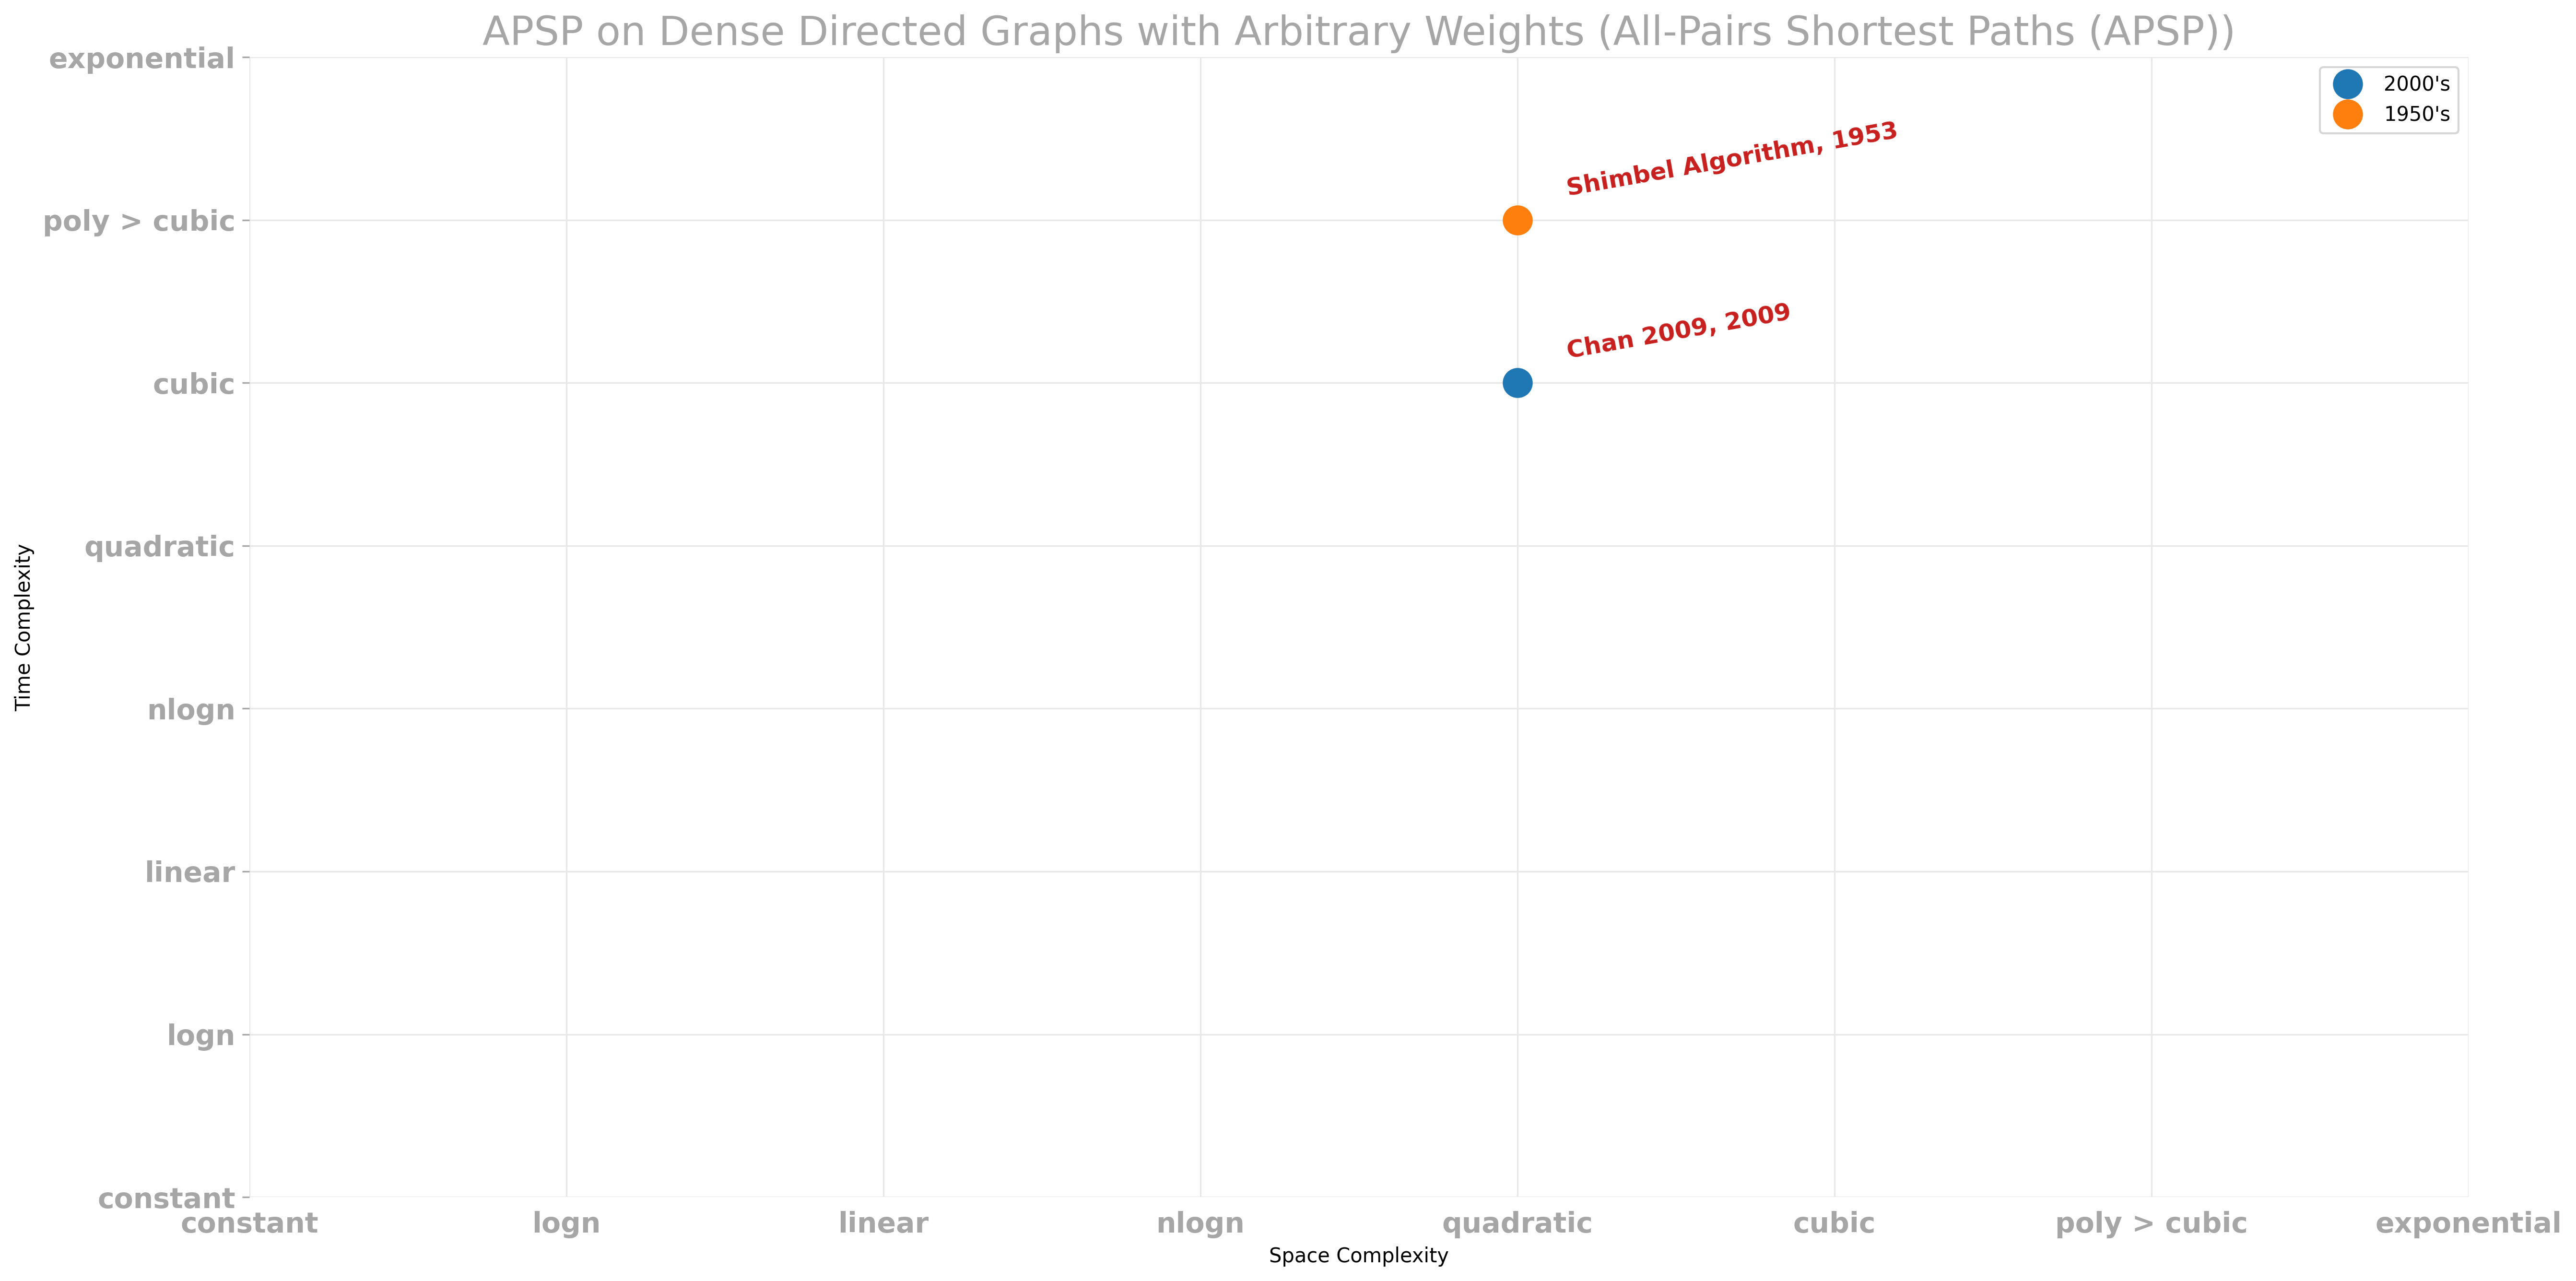 APSP on Dense Directed Graphs with Arbitrary Weights (All-Pairs Shortest Paths (APSP))
exponential
poly > cubic
cubic
quadratic
nlogn
linear
logn
constant
Time Complexity
2000's
1950's
Shimbel Algorithm, 1953
Chan 2009, 2009
constant
logn
linear
nlogn
quadratic
cubic
poly > cubic
exponential
Space Complexity